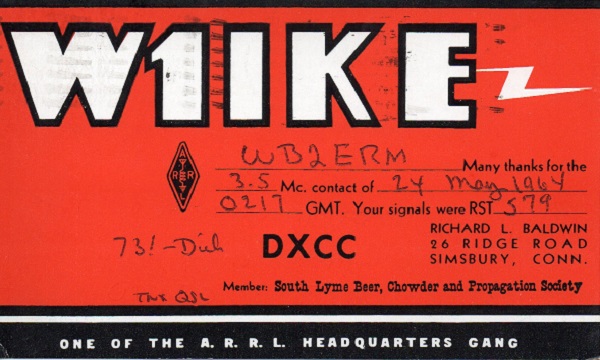 W1IKE
WB2ERM
Many thanks for the
3.5 Mc. contact of 24 May 1964
0217 GMT. Your signals were RST 579
ARRL
73! - Dick
DXCC
RICHARD L. BALDWIN
26 RIDGE ROAD
SIMSBURY, CONN.
Tnx QSL
Member: South Lyme Beer, Chowder and Propagation Society
ONE OF THE A. R. R. L. HEADQUARTERS GANG